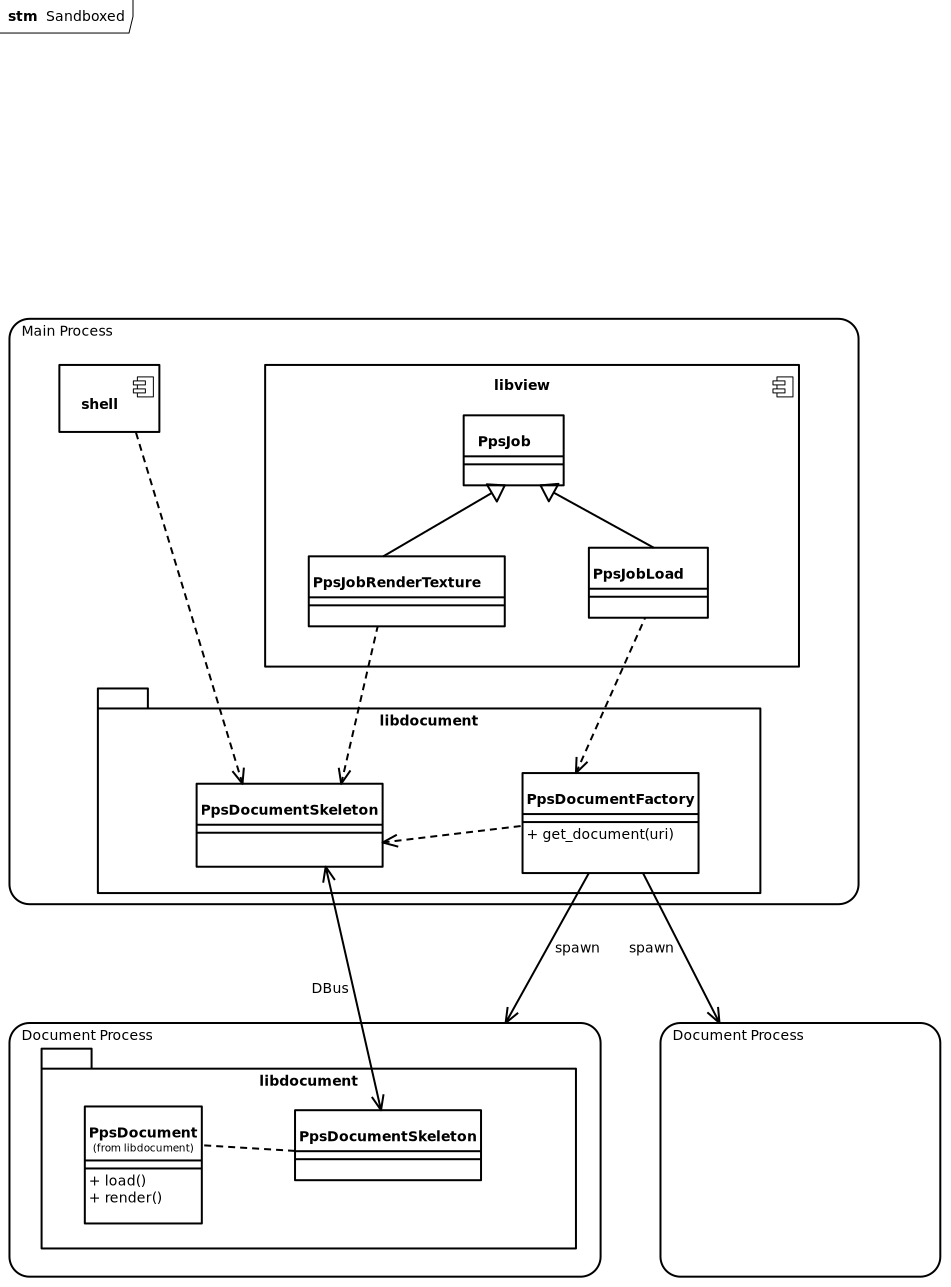 stm Sandboxed
Main Process
shell
libview
PpsJob
PpsJobRenderTexture
PpsJobLoad
libdocument
PpsDocumentSkeleton
PpsDocumentFactory
+ get_document(uri)
spawn
spawn
DBus
Document Process
libdocument
PpsDocument
(from libdocument)
+ load()
+ render()
PpsDocumentSkeleton
Document Process